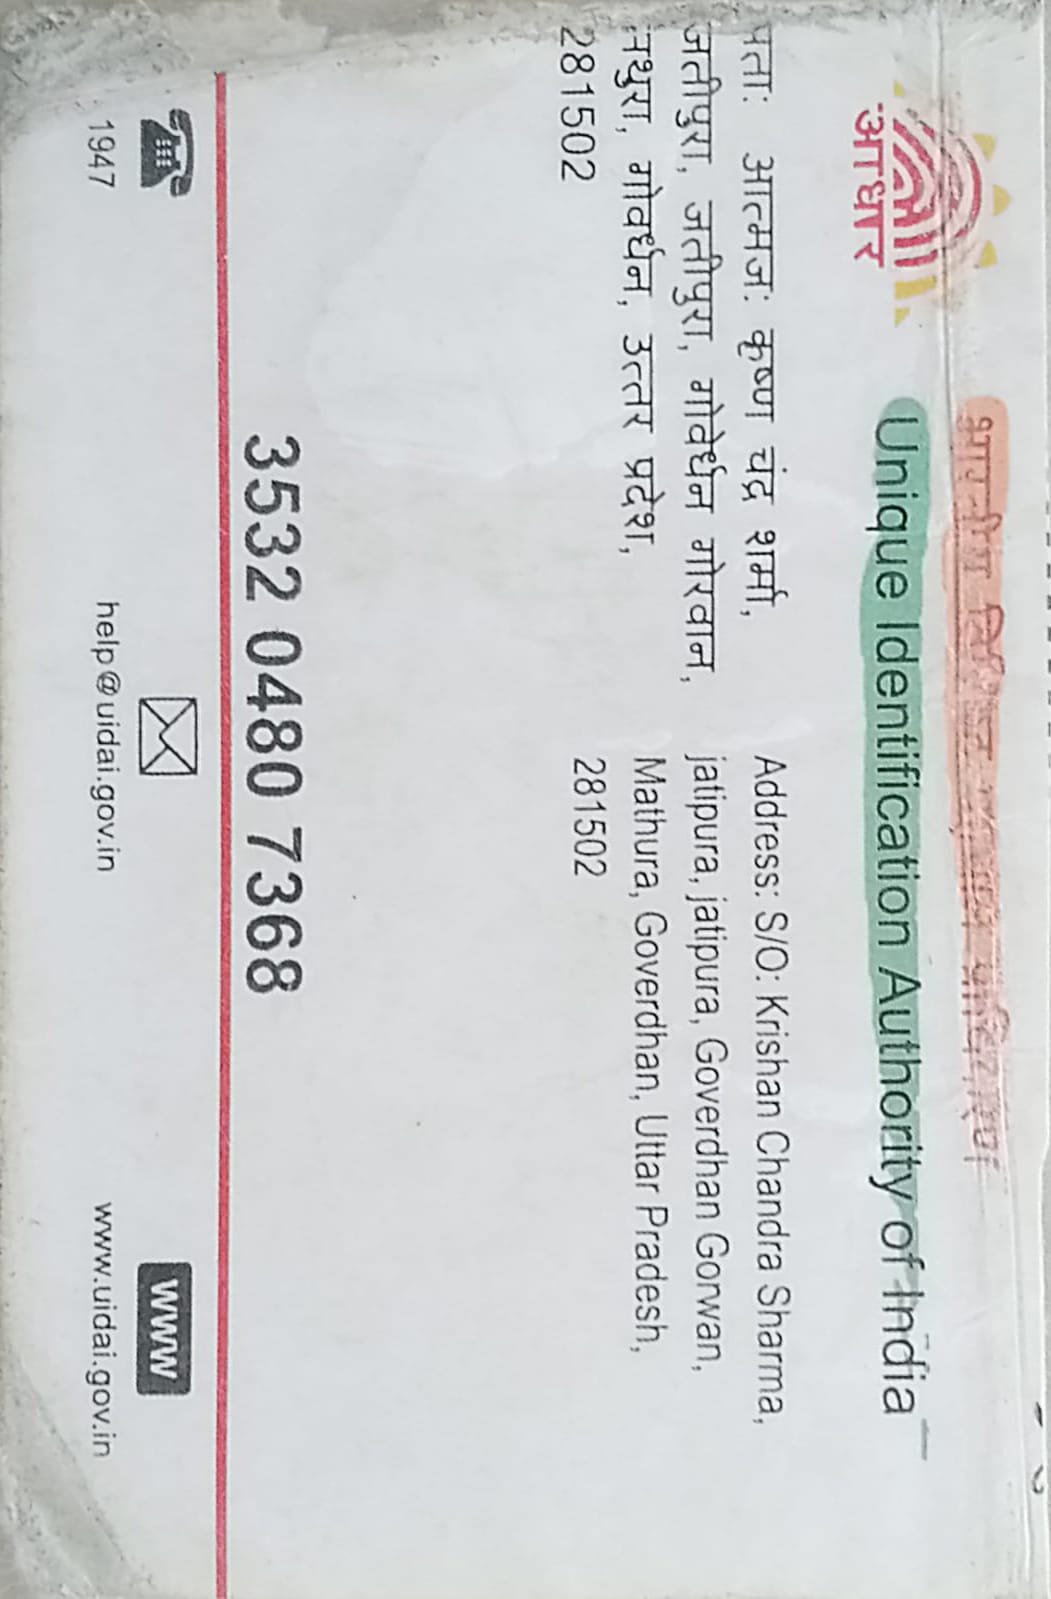 आधार
Unique Identification Authority of India
आत्मजः कृष्ण चंद्र शर्मा,
जतीपुरा, जतीपुरा, गोवेर्धन गोरवान,
गोवर्धन, उत्तर प्रदेश,
281502
Address: S/O: Krishan Chandra Sharma,
jatipura, jatipura, Goverdhan Gorwan,
Mathura, Goverdhan, Uttar Pradesh,
281502
3532 0480 7368
1947
help@uidai.gov.in
www
www.uidai.gov.in